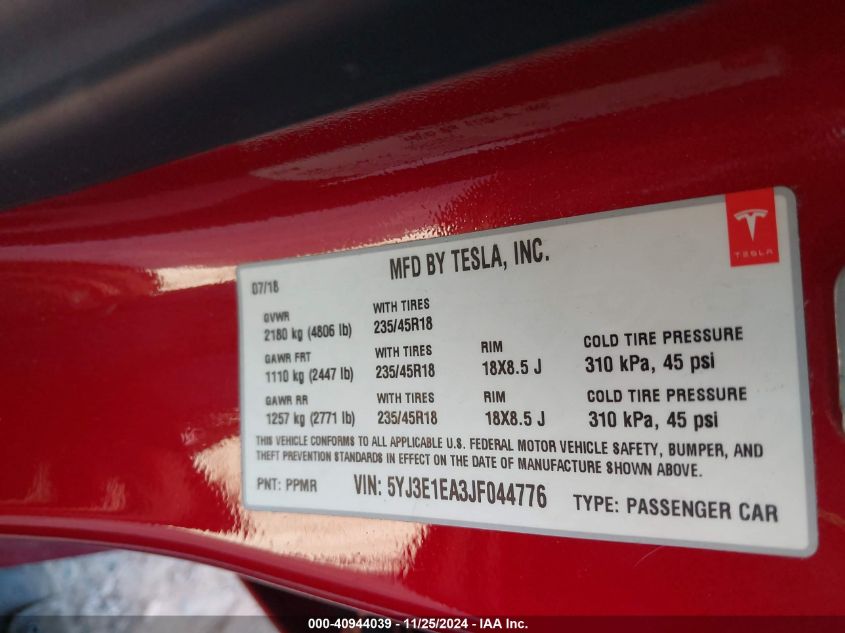 MFD BY TESLA, INC.
TESLA
07/18
GVWR
2180 kg (4806 lb)
WITH TIRES
235/45R18
GAWR FRT
1110 kg (2447 lb)
WITH TIRES
235/45R18
RIM
18X8.5 J
COLD TIRE PRESSURE
310 kPa, 45 psi
GAWR RR
1257 kg (2771 lb)
WITH TIRES
235/45R18
RIM
18X8.5 J
COLD TIRE PRESSURE
310 kPa, 45 psi
THIS VEHICLE CONFORMS TO ALL APPLICABLE U.S. FEDERAL MOTOR VEHICLE SAFETY, BUMPER, AND
THEFT PREVENTION STANDARDS IN EFFECT ON THE DATE OF MANUFACTURE SHOWN ABOVE.
PNT: PPMR VIN: 5YJ3E1EA3JF044776 TYPE: PASSENGER CAR
000-40944039 - 11/25/2024 - IAA Inc.